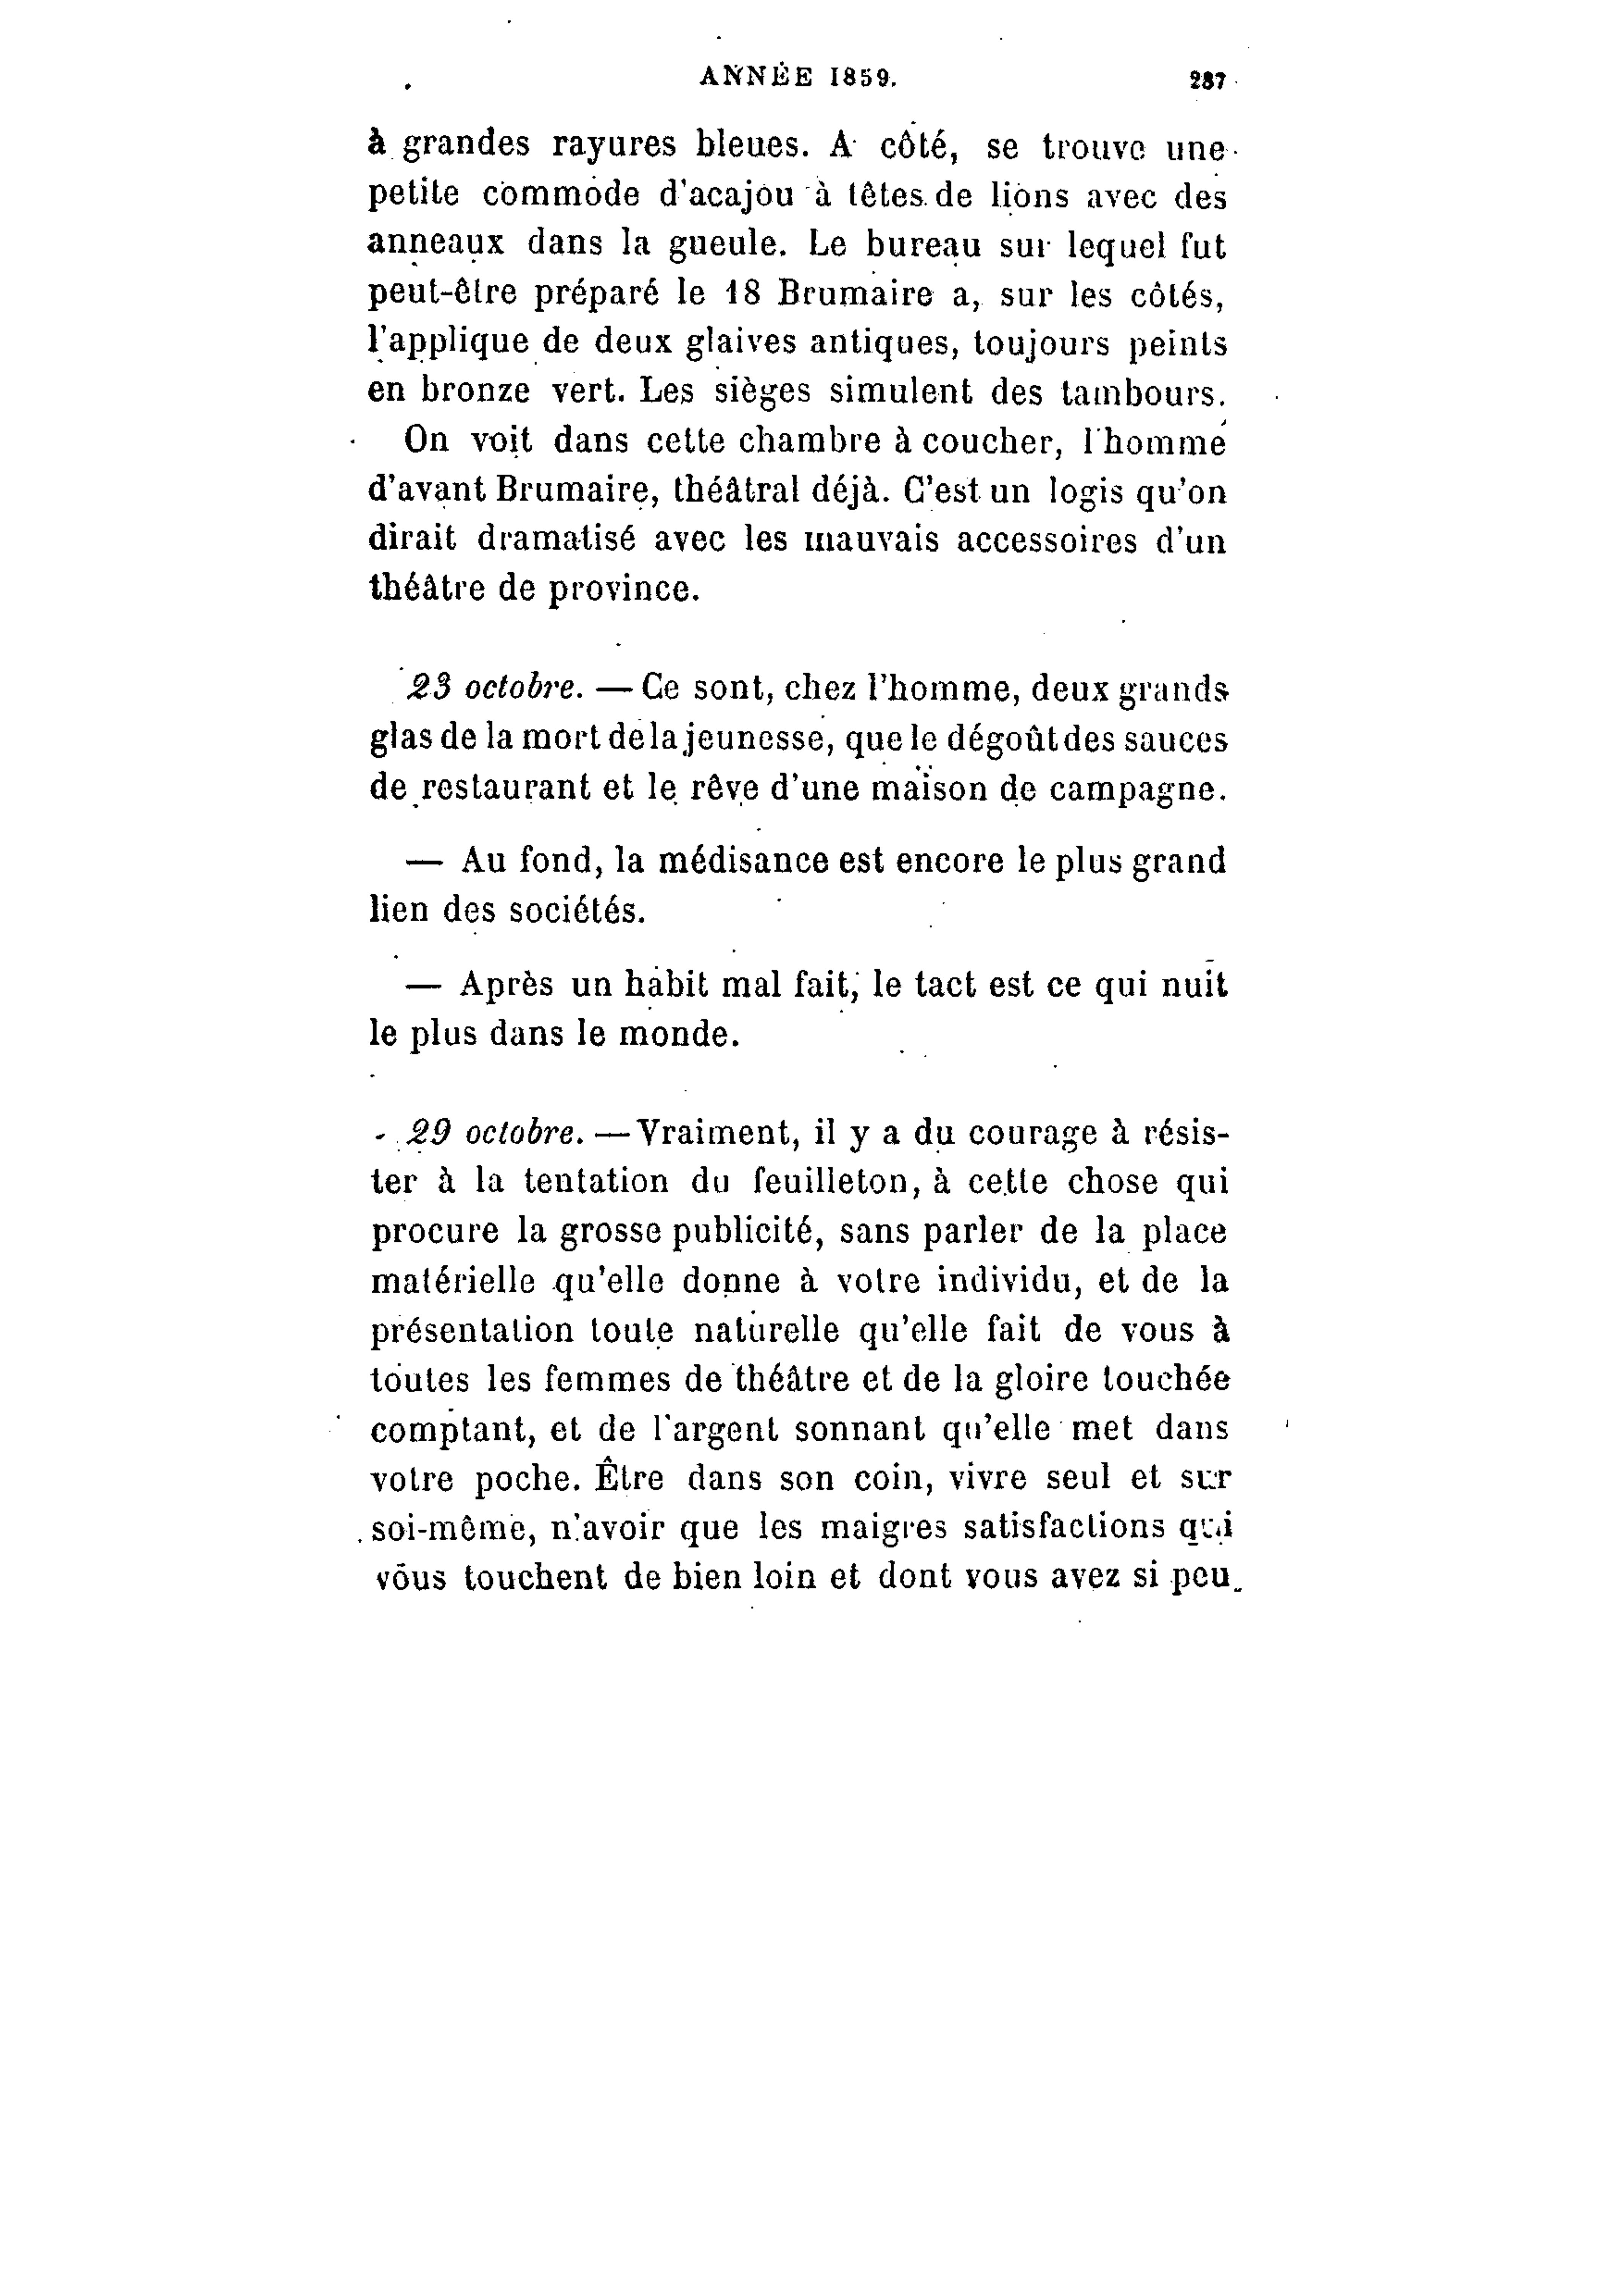 ANNÉE 1859.
287
à grandes rayures bleues. A côté, se trouve une
petite commode d'acajou à têtes de lions avec des
anneaux dans la gueule. Le bureau sur lequel fut
peut-être préparé le 18 Brumaire a, sur les côtés,
l'applique de deux glaives antiques, toujours peints
en bronze vert. Les sièges simulent des tambours.
On voit dans cette chambre à coucher, l'homme
d'avant Brumaire, théâtral déjà. C'est un logis qu'on
dirait dramatisé avec les mauvais accessoires d'un
théâtre de province.
23 octobre. — Ce sont, chez l'homme, deux grands
glas de la mort de la jeunesse, que le dégoût des sauces
de restaurant et le rêve d'une maison de campagne.
— Au fond, la médisance est encore le plus grand
lien des sociétés.
— Après un habit mal fait, le tact est ce qui nuit
le plus dans le monde.
29 octobre. — Vraiment, il y a du courage à résis-
ter à la tentation du feuilleton, à cette chose qui
procure la grosse publicité, sans parler de la place
matérielle qu'elle donne à votre individu, et de la
présentation toute naturelle qu'elle fait de vous à
toutes les femmes de théâtre et de la gloire touchée
comptant, et de l'argent sonnant qu'elle met dans
votre poche. Être dans son coin, vivre seul et sur
soi-même, n'avoir que les maigres satisfactions qui
vous touchent de bien loin et dont vous avez si peu